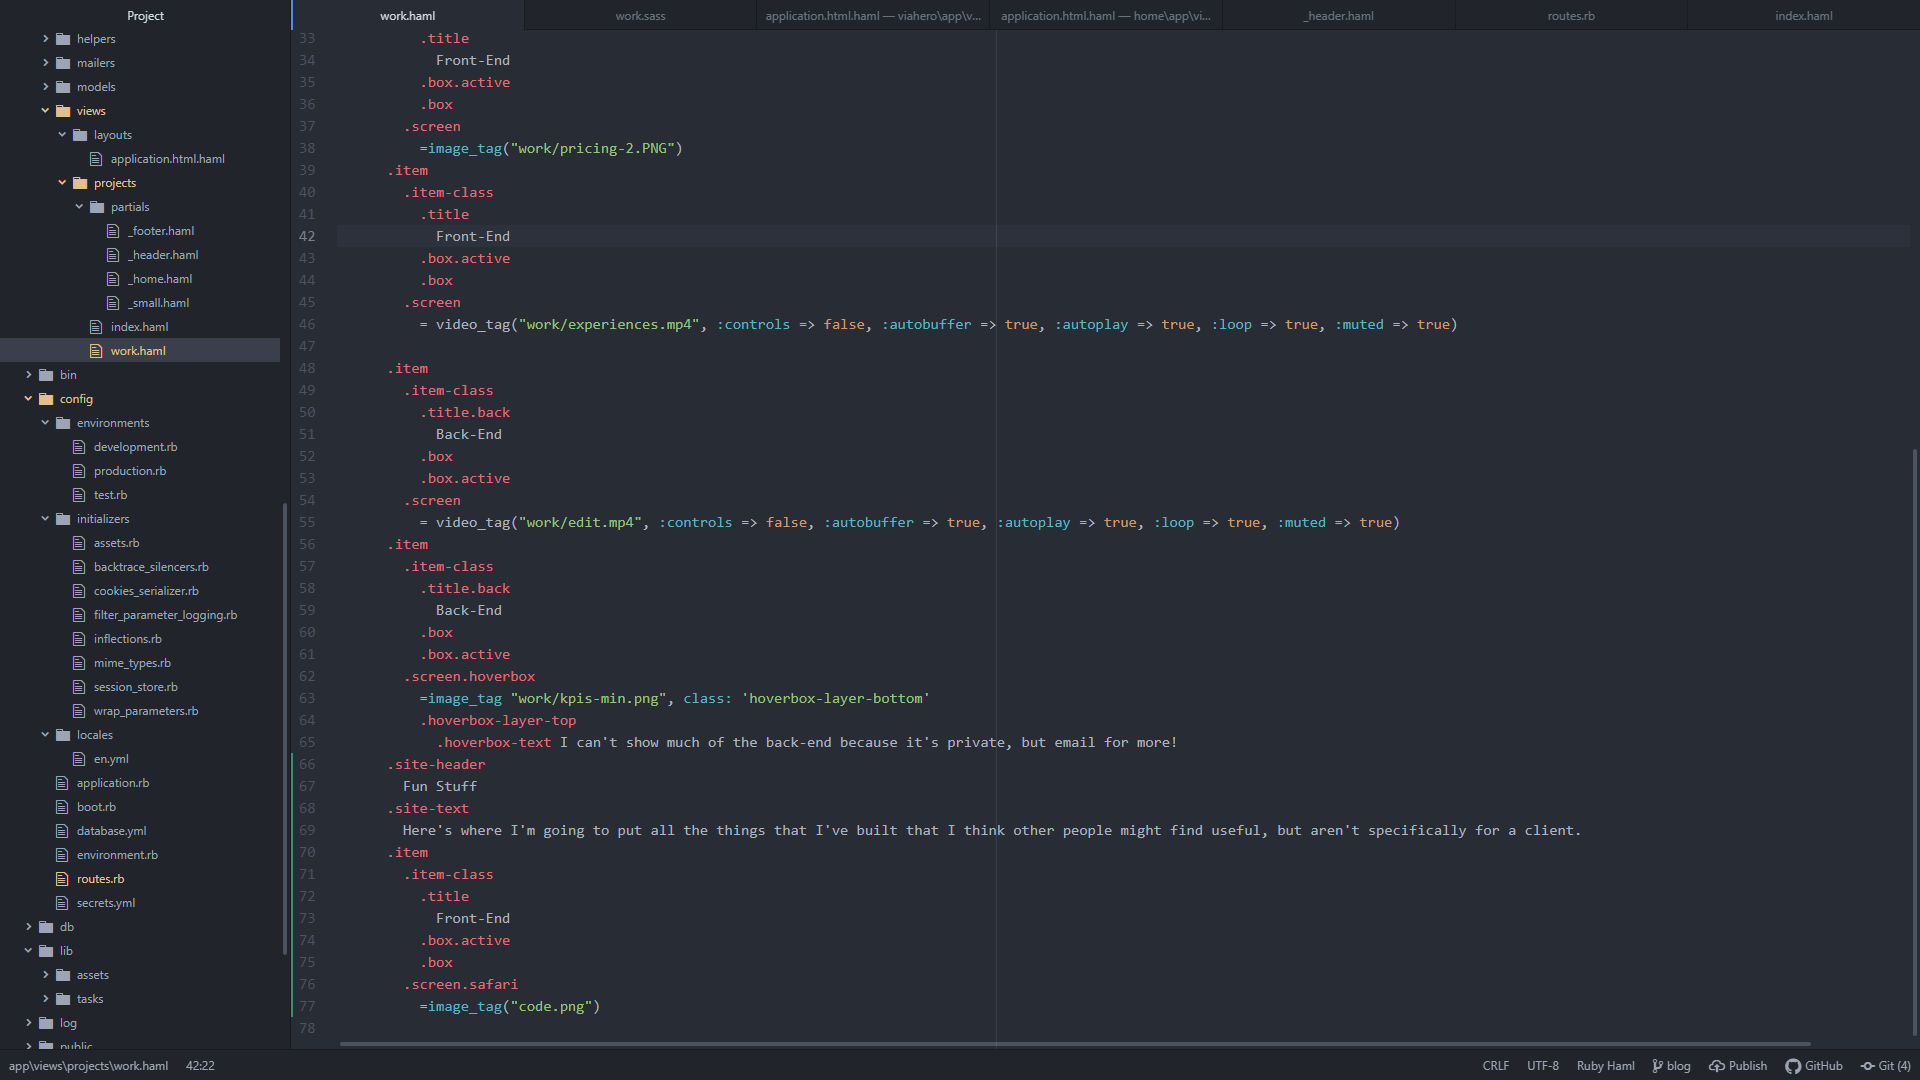 Project
helpers
mailers
models
views
layouts
application.html.haml
projects
partials
_footer.haml
_header.haml
_home.haml
_small.haml
index.haml
work.haml
bin
config
environments
development.rb
production.rb
test.rb
initializers
assets.rb
backtrace_silencers.rb
cookies_serializer.rb
filter_parameter_logging.rb
inflections.rb
mime_types.rb
session_store.rb
wrap_parameters.rb
locales
en.yml
application.rb
boot.rb
database.yml
environment.rb
routes.rb
secrets.yml
db
lib
assets
tasks
log
public
work.haml
work.sass
application.html.haml — viahero\app\v...
application.html.haml — home\app\vi...
_header.haml
routes.rb
index.haml
33 .title
34 Front-End
35 .box.active
36 .box
37 .screen
38 =image_tag("work/pricing-2.PNG")
39 .item
40 .item-class
41 .title
42 Front-End
43 .box.active
44 .box
45 .screen
46 = video_tag("work/experiences.mp4", :controls => false, :autobuffer => true, :autoplay => true, :loop => true, :muted => true)
47
48 .item
49 .item-class
50 .title.back
51 Back-End
52 .box
53 .box.active
54 .screen
55 = video_tag("work/edit.mp4", :controls => false, :autobuffer => true, :autoplay => true, :loop => true, :muted => true)
56 .item
57 .item-class
58 .title.back
59 Back-End
60 .box
61 .box.active
62 .screen.hoverbox
63 =image_tag "work/kpis-min.png", class: 'hoverbox-layer-bottom'
64 .hoverbox-layer-top
65 .hoverbox-text I can't show much of the back-end because it's private, but email for more!
66 .site-header
67 Fun Stuff
68 .site-text
69 Here's where I'm going to put all the things that I've built that I think other people might find useful, but aren't specifically for a client.
70 .item
71 .item-class
72 .title
73 Front-End
74 .box.active
75 .box
76 .screen.safari
77 =image_tag("code.png")
78
app\views\projects\work.haml 42:22 CRLF UTF-8 Ruby Haml blog Publish GitHub Git (4)